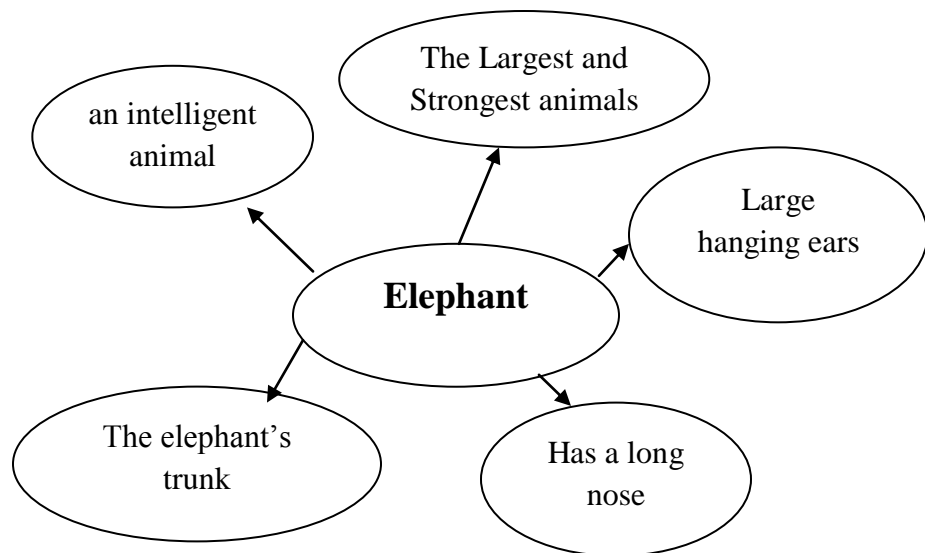 The Largest and
Strongest animals
an intelligent
animal
Large
hanging ears
Elephant
The elephant’s
trunk
Has a long
nose